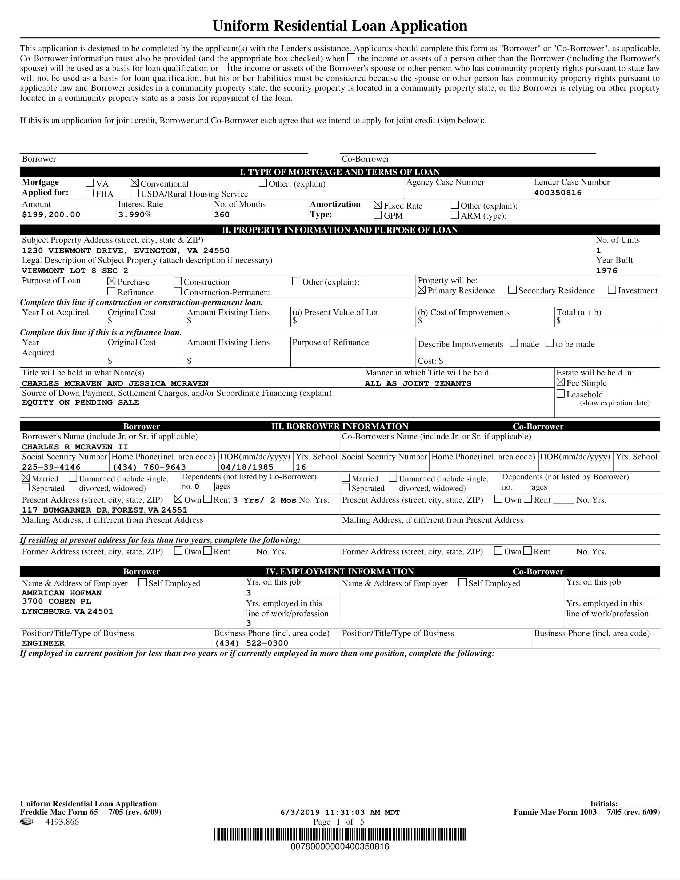 Uniform Residential Loan Application
This application is designed to be completed by the applicant(s) with the Lender's assistance. Applicants should complete this form as "Borrower" or "Co-Borrower", as applicable.
Co-Borrower information must also be provided (and the appropriate box checked) when ☐ the income or assets of a person other than the Borrower (including the Borrower's
spouse) will be used as a basis for loan qualification or ☐ the income or assets of the Borrower's spouse or other person who has community property rights pursuant to state law
will not be used as a basis for loan qualification, but his or her liabilities must be considered because the spouse or other person has community property rights pursuant to
applicable law and Borrower resides in a community property state, the security property is located in a community property state, or the Borrower is relying on other property
located in a community property state as a basis for repayment of the loan.
If this is an application for joint credit, Borrower and Co-Borrower each agree that we intend to apply for joint credit (sign below):
Borrower Co-Borrower
I. TYPE OF MORTGAGE AND TERMS OF LOAN
Mortgage ☐ VA ☒ Conventional ☐ Other: (explain) Agency Case Number Lender Case Number
Applied for: ☐ FHA ☐ USDA/Rural Housing Service 400350816
Amount Interest Rate No. of Months Amortization ☒ Fixed Rate ☐ Other (explain):
$199,200.00 3.990% 360 Type: ☐ GPM ☐ ARM (type):
II. PROPERTY INFORMATION AND PURPOSE OF LOAN
Subject Property Address (street, city, state & ZIP) No. of Units
1230 VIEWMONT DRIVE, EVINGTON, VA 24550 1
Legal Description of Subject Property (attach description if necessary) Year Built
VIEWMONT LOT 8 SEC 2 1976
Purpose of Loan ☒ Purchase ☐ Construction ☐ Other (explain): Property will be:
☐ Refinance ☐ Construction-Permanent ☒ Primary Residence ☐ Secondary Residence ☐ Investment
Complete this line if construction or construction-permanent loan.
Year Lot Acquired Original Cost Amount Existing Liens (a) Present Value of Lot (b) Cost of Improvements Total (a + b)
$ $ $ $ $
Complete this line if this is a refinance loan.
Year Original Cost Amount Existing Liens Purpose of Refinance Describe Improvements ☐ made ☐ to be made
Acquired
$ $ Cost: $
Title will be held in what Name(s) Manner in which Title will be held Estate will be held in:
CHARLES MCRAVEN AND JESSICA MCRAVEN ALL AS JOINT TENANTS ☒ Fee Simple
Source of Down Payment, Settlement Charges, and/or Subordinate Financing (explain) ☐ Leasehold
EQUITY ON PENDING SALE (show expiration date)
Borrower III. BORROWER INFORMATION Co-Borrower
Borrower's Name (include Jr. or Sr. if applicable) Co-Borrower's Name (include Jr. or Sr. if applicable)
CHARLES R MCRAVEN II
Social Security Number Home Phone(incl. area code) DOB(mm/dd/yyyy) Yrs. School Social Security Number Home Phone(incl. area code) DOB(mm/dd/yyyy) Yrs. School
225-39-4146 (434) 760-9643 04/18/1985 16
☒ Married ☐ Unmarried (include single, Dependents (not listed by Co-Borrower) ☐ Married ☐ Unmarried (include single, Dependents (not listed by Borrower)
☐ Separated divorced, widowed) no. 0 ages ☐ Separated divorced, widowed) no. ages
Present Address (street, city, state, ZIP) ☒ Own ☐ Rent 3 Yrs/ 2 Mos No. Yrs. Present Address (street, city, state, ZIP) ☐ Own ☐ Rent ____ No. Yrs.
117 BUMGARNER DR, FOREST, VA 24551
Mailing Address, if different from Present Address Mailing Address, if different from Present Address
If residing at present address for less than two years, complete the following:
Former Address (street, city, state, ZIP) ☐ Own ☐ Rent No. Yrs. Former Address (street, city, state, ZIP) ☐ Own ☐ Rent No. Yrs.
Borrower IV. EMPLOYMENT INFORMATION Co-Borrower
Name & Address of Employer ☐ Self Employed Yrs. on this job Name & Address of Employer ☐ Self Employed Yrs. on this job
AMERICAN HOFMAN 3
3700 COHEN PL Yrs. employed in this Yrs. employed in this
LYNCHBURG, VA 24501 line of work/profession line of work/profession
3
Position/Title/Type of Business Business Phone (incl. area code) Position/Title/Type of Business Business Phone (incl. area code)
ENGINEER (434) 522-0300
If employed in current position for less than two years or if currently employed in more than one position, complete the following:
Uniform Residential Loan Application Initials:
Freddie Mac Form 65 7/05 (rev. 6/09) 6/3/2019 11:31:03 AM MDT Fannie Mae Form 1003 7/05 (rev. 6/09)
4193.866 Page 1 of 5
00780000000400350816